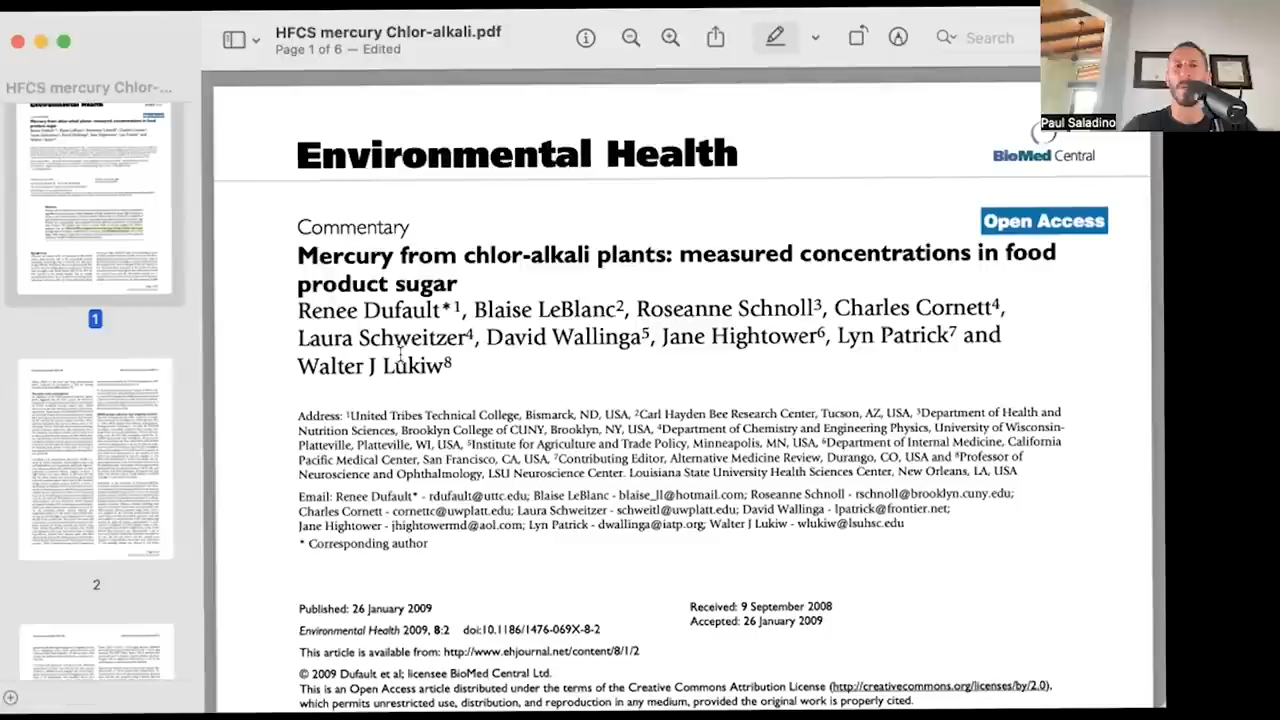 HFCS mercury Chlor-alkali.pdf
Page 1 of 6 – Edited
Search
HFCS mercury Chlor-...
Paul Saladino
1
2
Environmental Health
BioMed Central
Commentary
Open Access
Mercury from chlor-alkali plants: measured concentrations in food
product sugar
Renee Dufault*1, Blaise LeBlanc2, Roseanne Schnoll3, Charles Cornett4,
Laura Schweitzer4, David Wallinga5, Jane Hightower6, Lyn Patrick7 and
Walter J Lukiw8
Address: 1United Tribes Technical College, Bismarck, ND, USA, 2Carl Hayden Bee Research Center, Tucson, AZ, USA, 3Department of Health and
Nutrition Sciences, Brooklyn College of CUNY, Brooklyn, NY, USA, 4Department of Chemistry and Engineering Physics, University of Wisconsin-
Platteville, Platteville, WI, USA, 5Institute for Agriculture and Trade Policy, Minneapolis, MN, USA, 6Department of Internal Medicine, California
Pacific Medical Center, San Francisco, CA, USA, 7Contributing Editor, Alternative Medicine Review, Durango, CO, USA and 8Professor of
Neuroscience and Ophthalmology, LSU Neuroscience Center. Louisiana State University Health Sciences Center, New Orleans, LA, USA
Email: Renee Dufault* - rdufault@uttc.edu; Blaise LeBlanc - blaise_ll@hotmail.com; Roseanne Schnoll - rschnoll@brooklyn.cuny.edu;
Charles Cornett - cornettc@uwplatt.edu; Laura Schweitzer - schweitl@uwplatt.edu; David Wallinga - lpatrick@frontier.net;
Jane Hightower - Lyn Patrick - dwallinga@iatp.org; Walter J Lukiw - wlukiw@lsuhsc.edu
* Corresponding author
Published: 26 January 2009
Received: 9 September 2008
Accepted: 26 January 2009
Environmental Health 2009, 8:2 doi:10.1186/1476-069X-8-2
This article is available from: http://www.ehjournal.net/content/8/1/2
© 2009 Dufault et al; licensee BioMed Central Ltd.
This is an Open Access article distributed under the terms of the Creative Commons Attribution License (http://creativecommons.org/licenses/by/2.0),
which permits unrestricted use, distribution, and reproduction in any medium, provided the original work is properly cited.